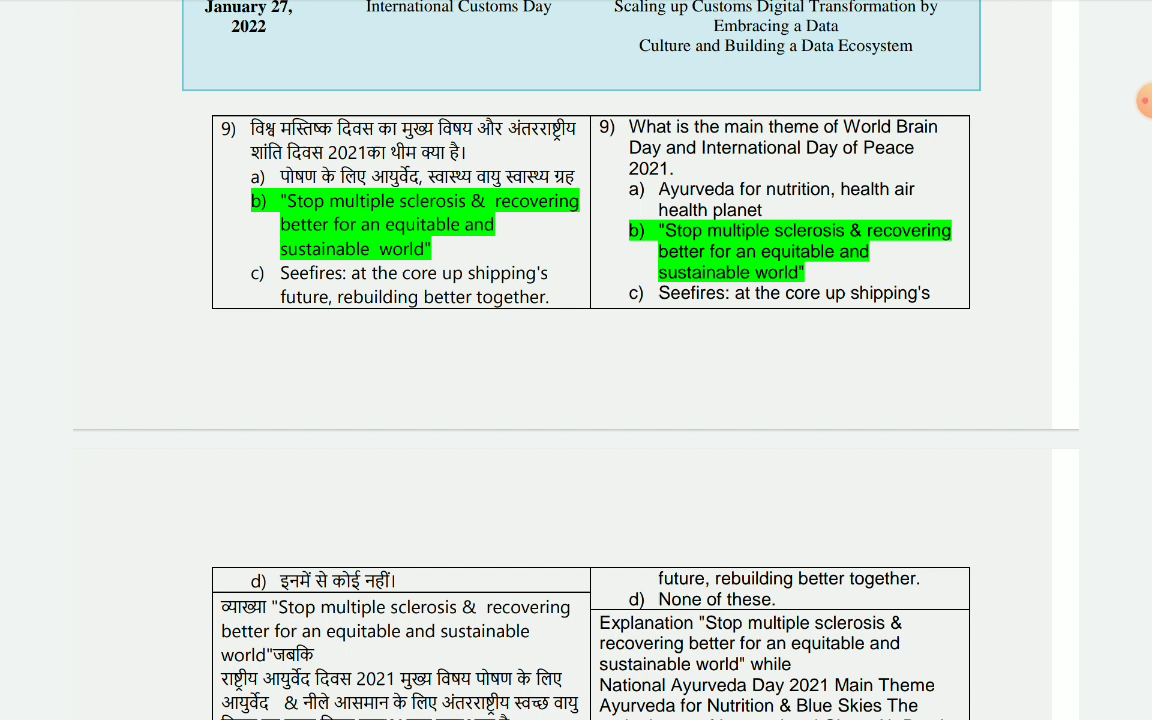 January 27,
2022
International Customs Day
Scaling up Customs Digital Transformation by
Embracing a Data
Culture and Building a Data Ecosystem
9) विश्व मस्तिष्क दिवस का मुख्य विषय और अंतरराष्ट्रीय
शांति दिवस 2021का थीम क्या है।
a) पोषण के लिए आयुर्वेद, स्वास्थ्य वायु स्वास्थ्य ग्रह
b) "Stop multiple sclerosis & recovering
better for an equitable and
sustainable world"
c) Seefires: at the core up shipping's
future, rebuilding better together.
9) What is the main theme of World Brain
Day and International Day of Peace
2021.
a) Ayurveda for nutrition, health air
health planet
b) "Stop multiple sclerosis & recovering
better for an equitable and
sustainable world"
c) Seefires: at the core up shipping's
d) इनमें से कोई नहीं।
व्याख्या "Stop multiple sclerosis & recovering
better for an equitable and sustainable
world"जबकि
राष्ट्रीय आयुर्वेद दिवस 2021 मुख्य विषय पोषण के लिए
आयुर्वेद & नीले आसमान के लिए अंतरराष्ट्रीय स्वच्छ वायु
future, rebuilding better together.
d) None of these.
Explanation "Stop multiple sclerosis &
recovering better for an equitable and
sustainable world" while
National Ayurveda Day 2021 Main Theme
Ayurveda for Nutrition & Blue Skies The